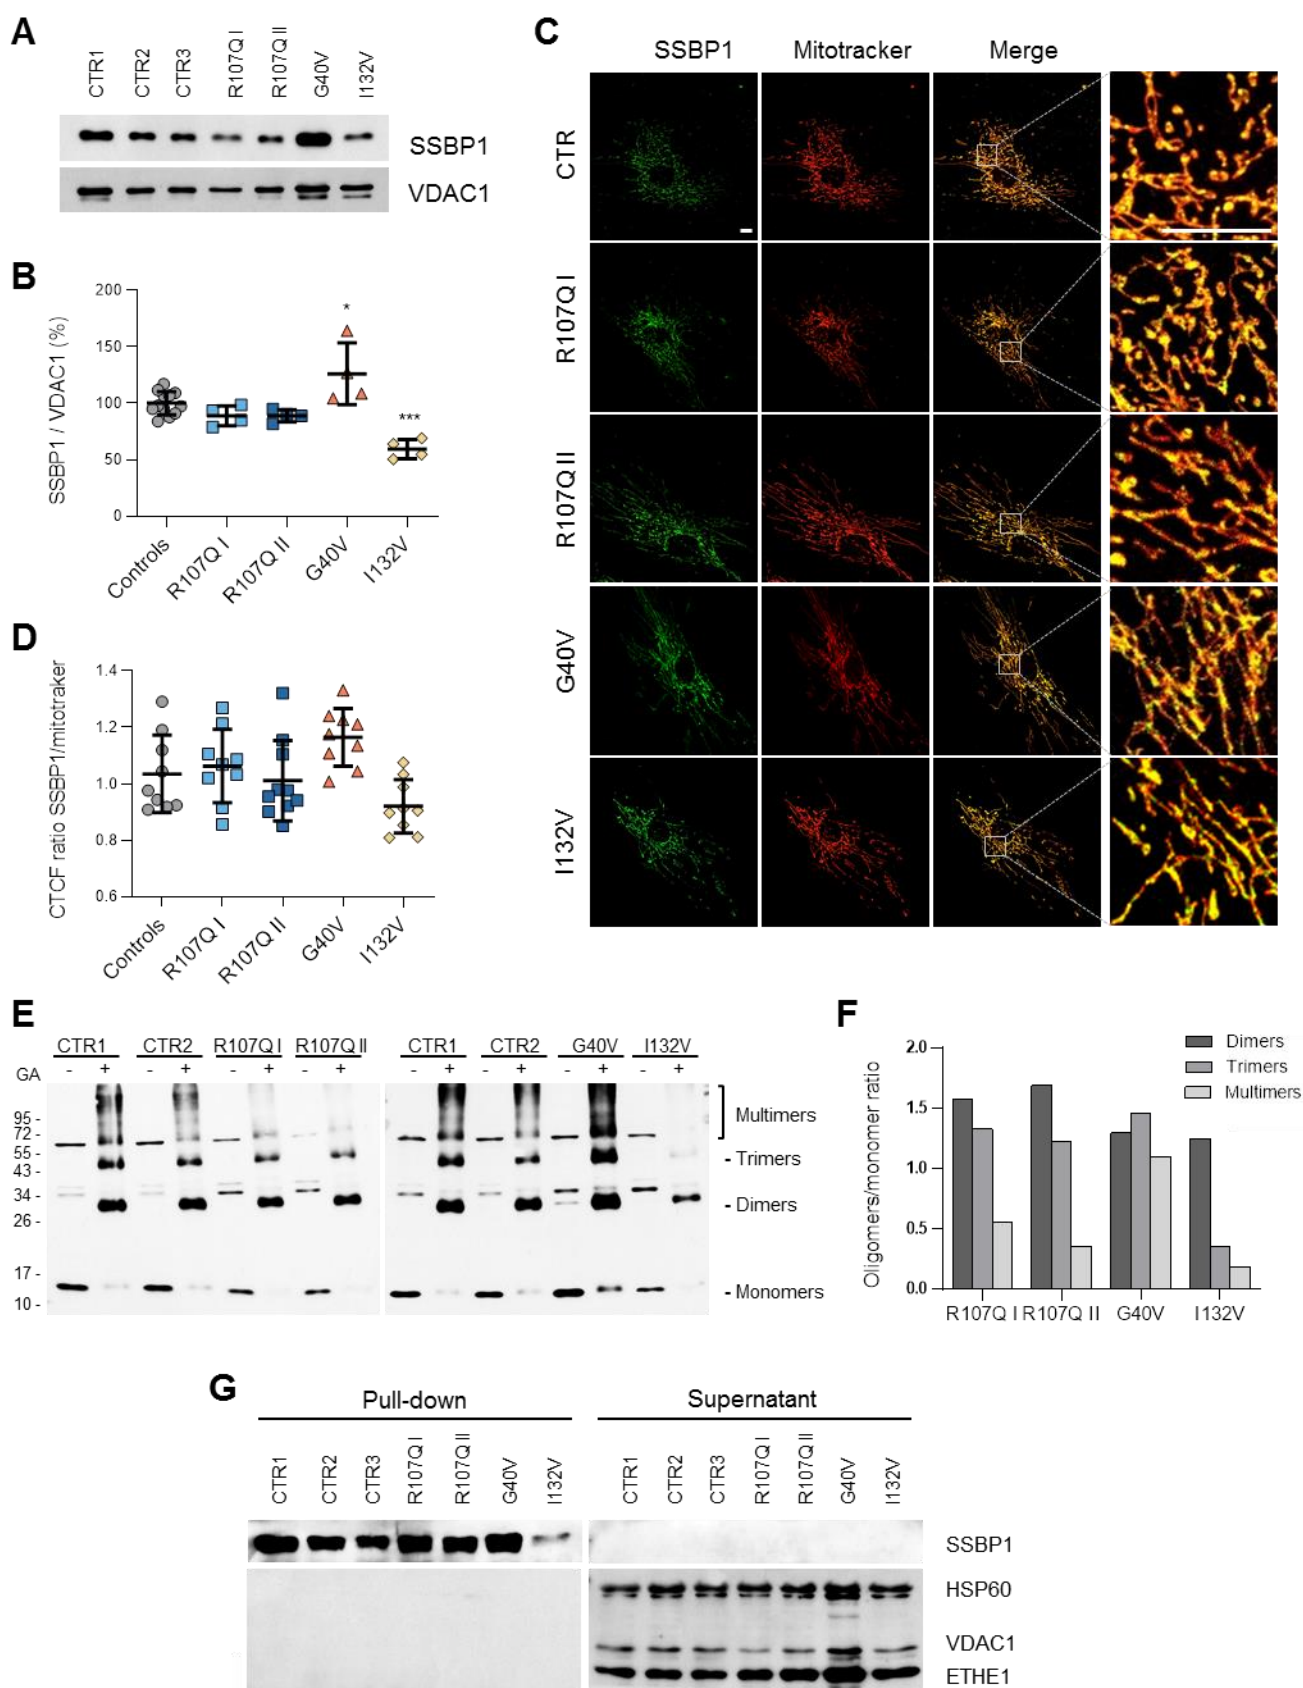 A
CTR1 CTR2 CTR3 R107Q I R107Q II G40V I132V
SSBP1
VDAC1
B
SSBP1 / VDAC1 (%)
200
150
100
50
0
*
***
Controls R107Q I R107Q II G40V I132V
C
SSBP1 Mitotracker Merge
CTR
R107Q I
R107Q II
G40V
I132V
D
CTCF ratio SSBP1/mitotraker
1.4
1.2
1.0
0.8
0.6
Controls R107Q I R107Q II G40V I132V
E
CTR1 CTR2 R107Q I R107Q II CTR1 CTR2 G40V I132V
GA - + - + - + - + - + - + - + - +
95 -
72 -
55 -
43 -
34 -
26 -
17 -
10 -
Multimers
- Trimers
- Dimers
- Monomers
F
Oligomers/monomer ratio
2.0
1.5
1.0
0.5
0.0
Dimers
Trimers
Multimers
R107Q I R107Q II G40V I132V
G
Pull-down Supernatant
CTR1 CTR2 CTR3 R107Q I R107Q II G40V I132V CTR1 CTR2 CTR3 R107Q I R107Q II G40V I132V
SSBP1
HSP60
VDAC1
ETHE1